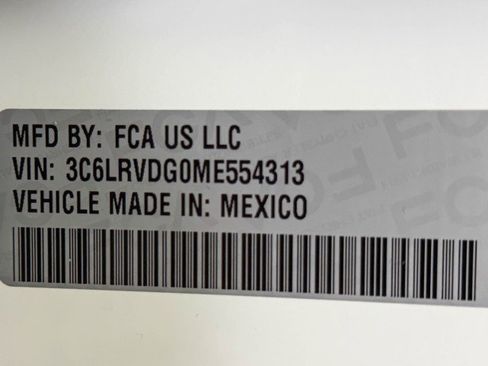 MFD BY: FCA US LLC
VIN: 3C6LRVDG0ME554313
VEHICLE MADE IN: MEXICO